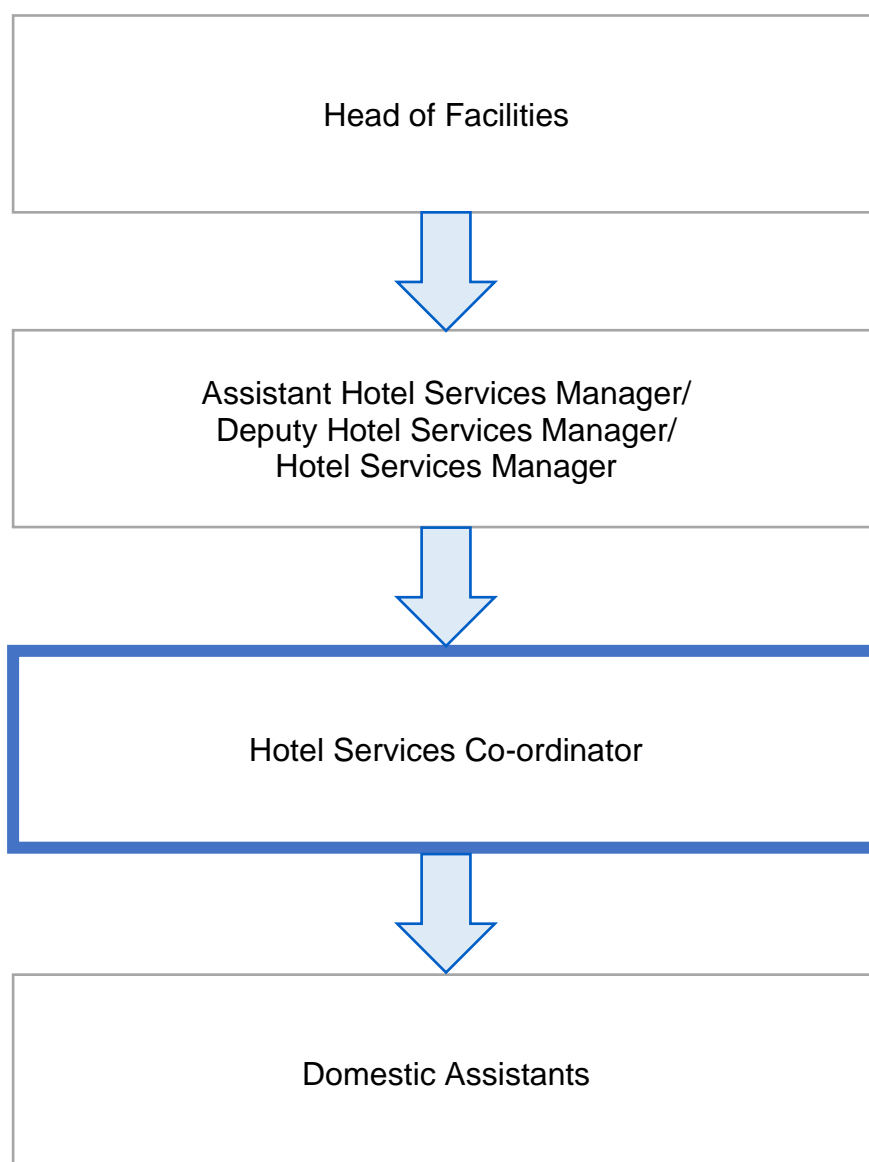 Head of Facilities
Assistant Hotel Services Manager/
Deputy Hotel Services Manager/
Hotel Services Manager
Hotel Services Co-ordinator
Domestic Assistants